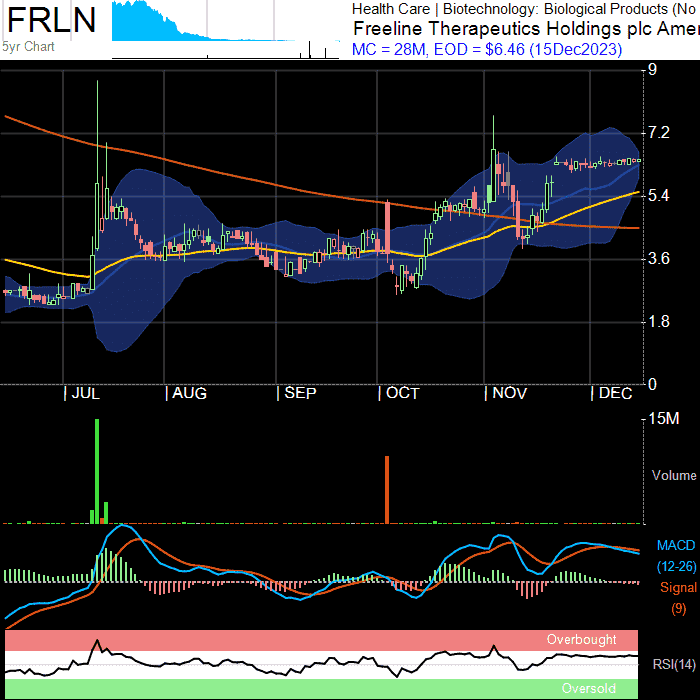 FRLN
5yr Chart
Health Care | Biotechnology: Biological Products (No
Freeline Therapeutics Holdings plc Amer
MC = 28M, EOD = $6.46 (15Dec2023)
9
7.2
5.4
3.6
1.8
0
| JUL | AUG | SEP | OCT | NOV | DEC
15M
Volume
MACD
(12-26)
Signal
(9)
Overbought
RSI(14)
Oversold